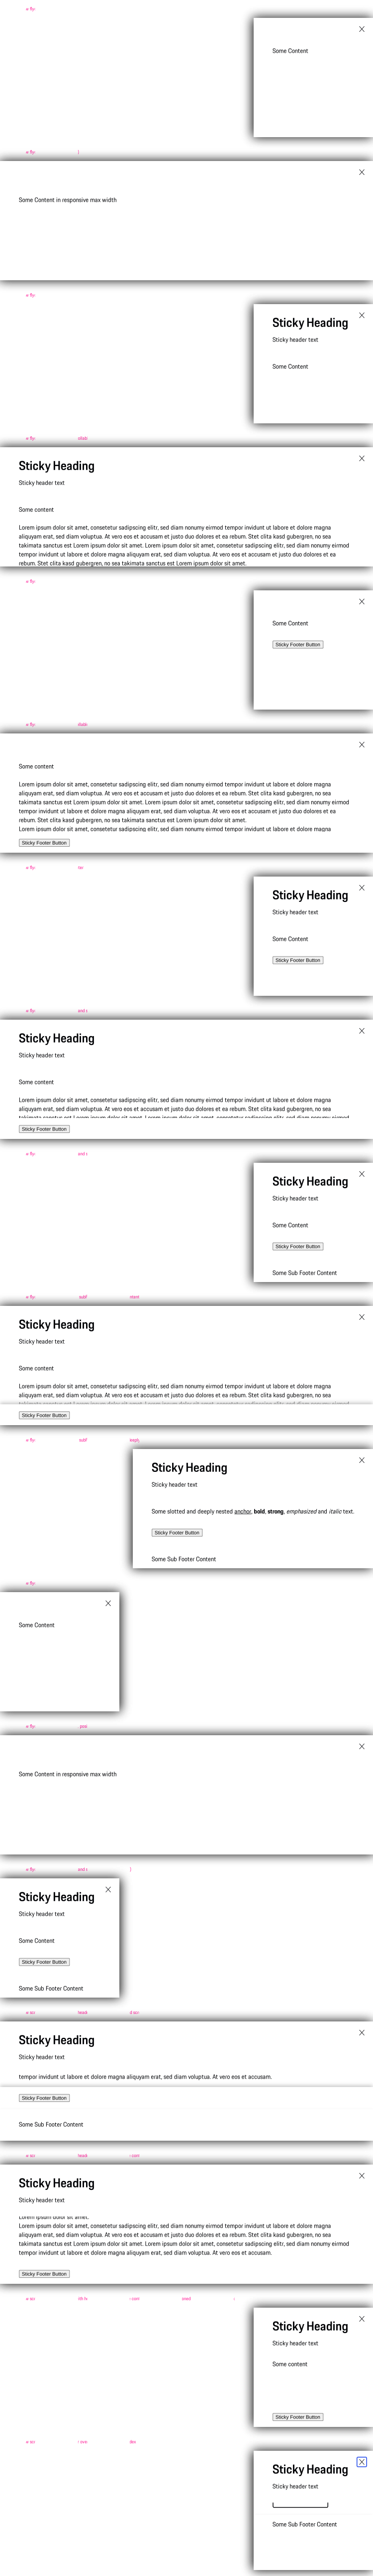 Some Content
Some Content in responsive max width
Sticky Heading
Sticky header text
Some Content
Sticky Heading
Sticky header text
Some content
Lorem ipsum dolor sit amet, consetetur sadipscing elitr, sed diam nonumy eirmod tempor invidunt ut labore et dolore magna
aliquyam erat, sed diam voluptua. At vero eos et accusam et justo duo dolores et ea rebum. Stet clita kasd gubergren, no sea
takimata sanctus est Lorem ipsum dolor sit amet. Lorem ipsum dolor sit amet, consetetur sadipscing elitr, sed diam nonumy eirmod
tempor invidunt ut labore et dolore magna aliquyam erat, sed diam voluptua. At vero eos et accusam et justo duo dolores et ea
rebum. Stet clita kasd gubergren, no sea takimata sanctus est Lorem ipsum dolor sit amet.
Some Content
Sticky Footer Button
Some content
Lorem ipsum dolor sit amet, consetetur sadipscing elitr, sed diam nonumy eirmod tempor invidunt ut labore et dolore magna
aliquyam erat, sed diam voluptua. At vero eos et accusam et justo duo dolores et ea rebum. Stet clita kasd gubergren, no sea
takimata sanctus est Lorem ipsum dolor sit amet. Lorem ipsum dolor sit amet, consetetur sadipscing elitr, sed diam nonumy eirmod
tempor invidunt ut labore et dolore magna aliquyam erat, sed diam voluptua. At vero eos et accusam et justo duo dolores et ea
rebum. Stet clita kasd gubergren, no sea takimata sanctus est Lorem ipsum dolor sit amet.
Lorem ipsum dolor sit amet, consetetur sadipscing elitr, sed diam nonumy eirmod tempor invidunt ut labore et dolore magna
Sticky Footer Button
Sticky Heading
Sticky header text
Some Content
Sticky Footer Button
Sticky Heading
Sticky header text
Some content
Lorem ipsum dolor sit amet, consetetur sadipscing elitr, sed diam nonumy eirmod tempor invidunt ut labore et dolore magna
aliquyam erat, sed diam voluptua. At vero eos et accusam et justo duo dolores et ea rebum. Stet clita kasd gubergren, no sea
takimata sanctus est Lorem ipsum dolor sit amet. Lorem ipsum dolor sit amet, consetetur sadipscing elitr, sed diam nonumy eirmod
Sticky Footer Button
Sticky Heading
Sticky header text
Some Content
Sticky Footer Button
Some Sub Footer Content
Sticky Heading
Sticky header text
Some content
Lorem ipsum dolor sit amet, consetetur sadipscing elitr, sed diam nonumy eirmod tempor invidunt ut labore et dolore magna
aliquyam erat, sed diam voluptua. At vero eos et accusam et justo duo dolores et ea rebum. Stet clita kasd gubergren, no sea
Sticky Footer Button
Sticky Heading
Sticky header text
Some slotted and deeply nested anchor, bold, strong, emphasized and italic text.
Sticky Footer Button
Some Sub Footer Content
Some Content
Some Content in responsive max width
Sticky Heading
Sticky header text
Some Content
Sticky Footer Button
Some Sub Footer Content
Sticky Heading
Sticky header text
tempor invidunt ut labore et dolore magna aliquyam erat, sed diam voluptua. At vero eos et accusam.
Sticky Footer Button
Some Sub Footer Content
Sticky Heading
Sticky header text
Lorem ipsum dolor sit amet.
Lorem ipsum dolor sit amet, consetetur sadipscing elitr, sed diam nonumy eirmod tempor invidunt ut labore et dolore magna
aliquyam erat, sed diam voluptua. At vero eos et accusam et justo duo dolores et ea rebum. Stet clita kasd gubergren, no sea
takimata sanctus est Lorem ipsum dolor sit amet. Lorem ipsum dolor sit amet, consetetur sadipscing elitr, sed diam nonumy eirmod
tempor invidunt ut labore et dolore magna aliquyam erat, sed diam voluptua. At vero eos et accusam.
Sticky Footer Button
Sticky Heading
Sticky header text
Some content
Sticky Footer Button
Sticky Heading
Sticky header text
Some Sub Footer Content